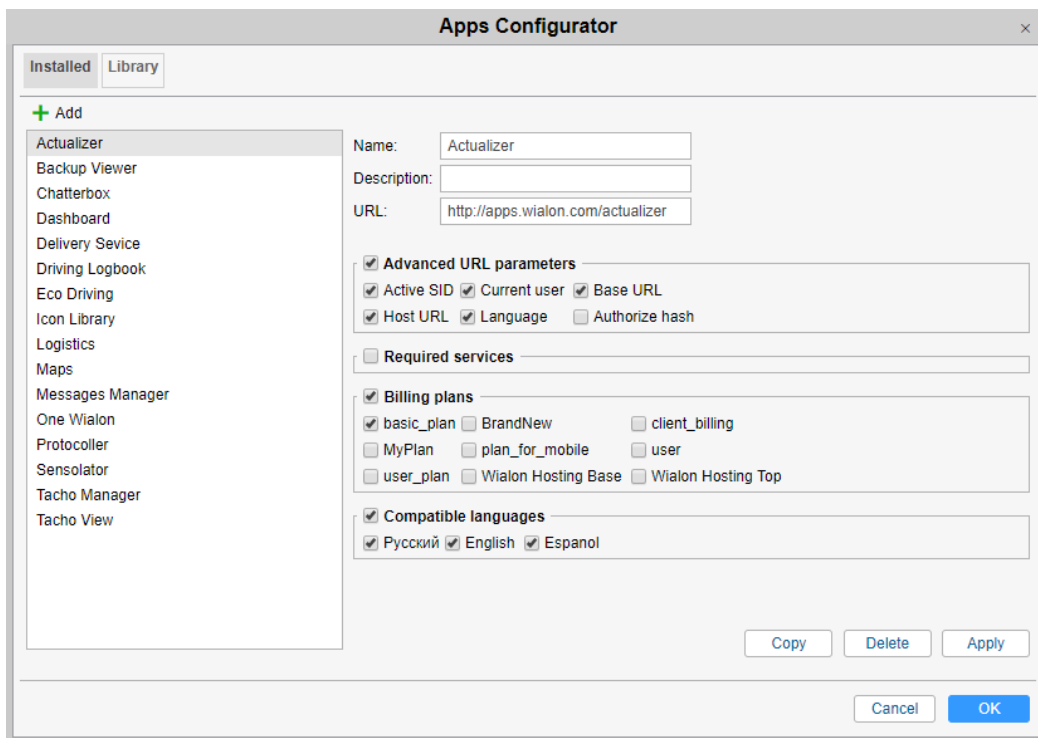 Apps Configurator
×
Installed Library
Add
Actualizer
Backup Viewer
Chatterbox
Dashboard
Delivery Sevice
Driving Logbook
Eco Driving
Icon Library
Logistics
Maps
Messages Manager
One Wialon
Protocoller
Sensolator
Tacho Manager
Tacho View
Name: Actualizer
Description:
URL: http://apps.wialon.com/actualizer
Advanced URL parameters
Active SID Current user Base URL
Host URL Language Authorize hash
Required services
Billing plans
basic_plan BrandNew client_billing
MyPlan plan_for_mobile user
user_plan Wialon Hosting Base Wialon Hosting Top
Compatible languages
Русский English Espanol
Copy Delete Apply
Cancel OK